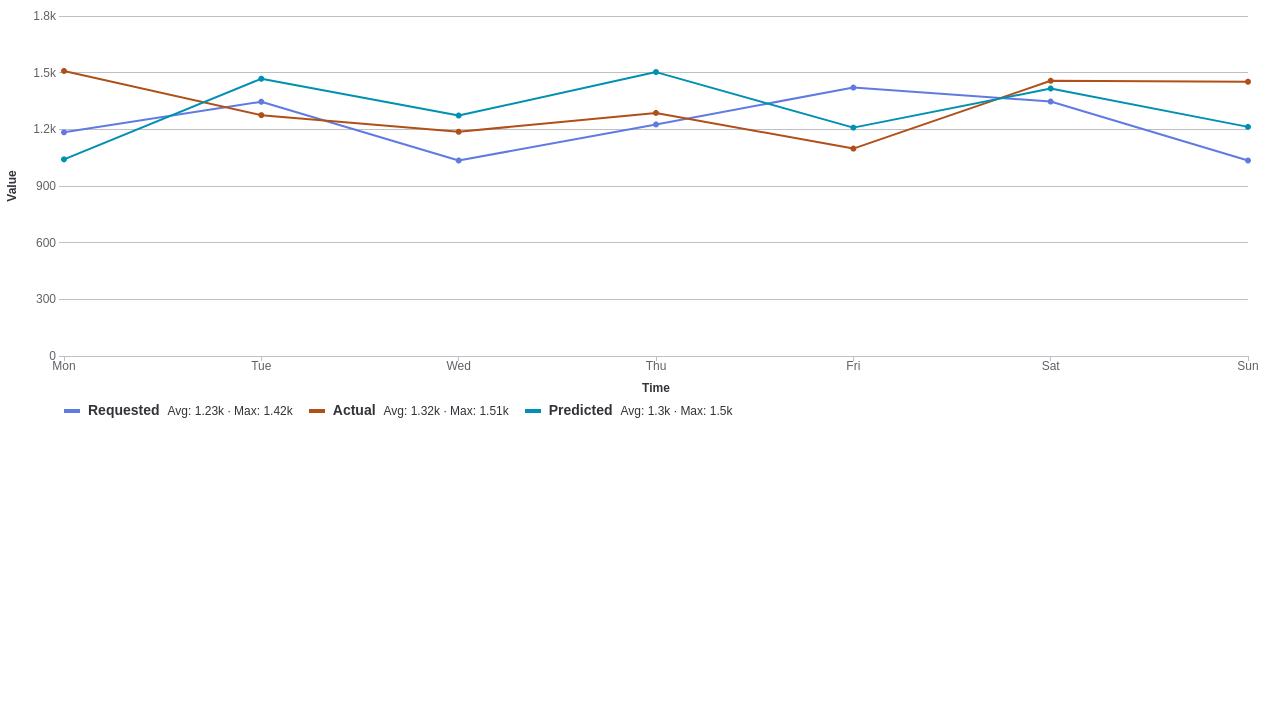 1.8k
1.5k
1.2k
900
600
300
0
Value
Mon Tue Wed Thu Fri Sat Sun
Time
Requested Avg: 1.23k · Max: 1.42k Actual Avg: 1.32k · Max: 1.51k Predicted Avg: 1.3k · Max: 1.5k